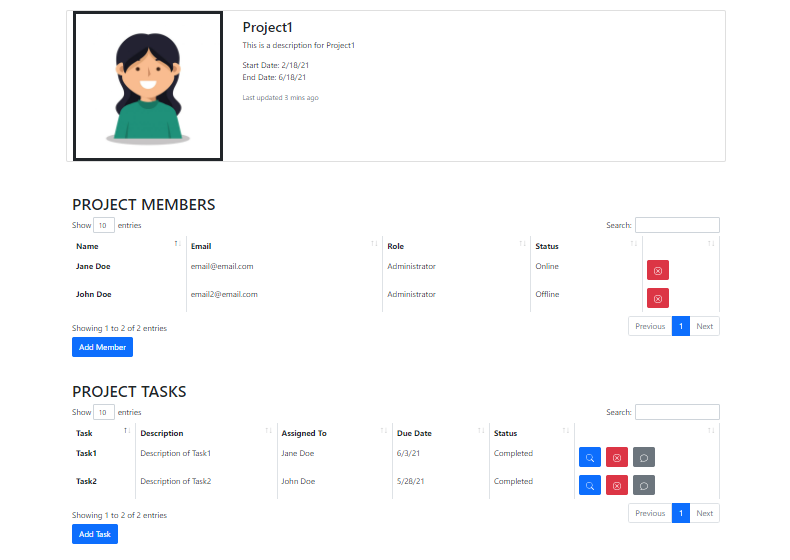 Project1
This is a description for Project1
Start Date: 2/18/21
End Date: 6/18/21
Last updated 3 mins ago
PROJECT MEMBERS
Show 10 entries Search:
Name Email Role Status
Jane Doe email@email.com Administrator Online
John Doe email2@email.com Administrator Offline
Showing 1 to 2 of 2 entries Previous 1 Next
Add Member
PROJECT TASKS
Show 10 entries Search:
Task Description Assigned To Due Date Status
Task1 Description of Task1 Jane Doe 6/3/21 Completed
Task2 Description of Task2 John Doe 5/28/21 Completed
Showing 1 to 2 of 2 entries Previous 1 Next
Add Task